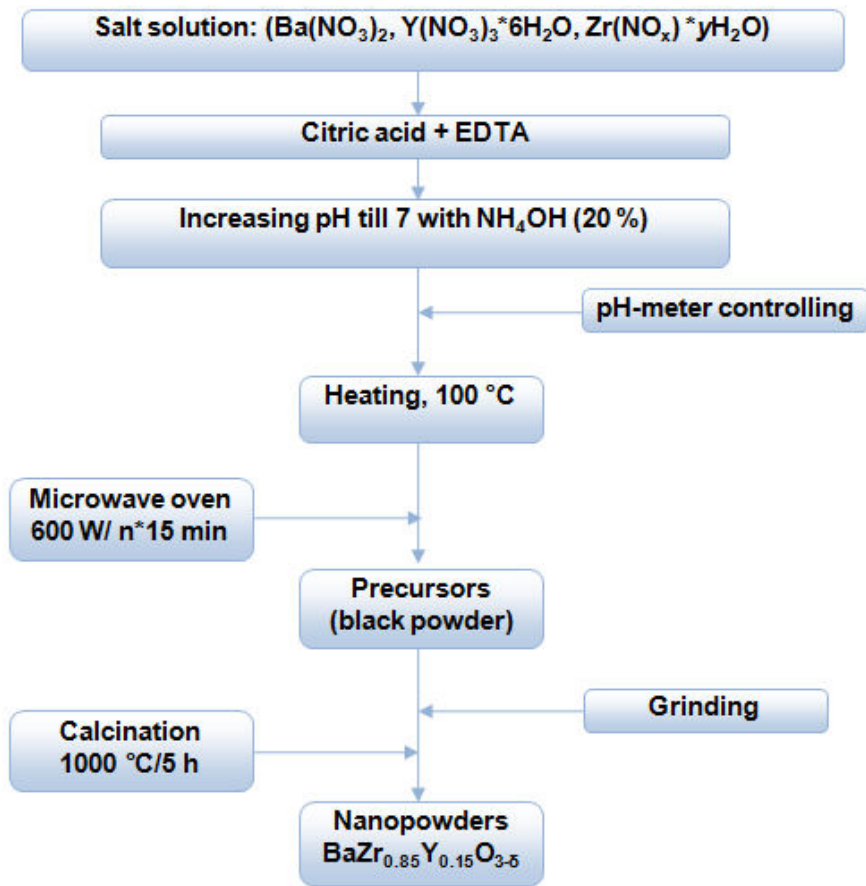 Salt solution: (Ba(NO₃)₂, Y(NO₃)₃*6H₂O, Zr(NOₓ) *yH₂O)
Citric acid + EDTA
Increasing pH till 7 with NH₄OH (20 %)
pH-meter controlling
Heating, 100 °C
Microwave oven
600 W/ n*15 min
Precursors
(black powder)
Grinding
Calcination
1000 °C/5 h
Nanopowders
BaZr₀.₈₅Y₀.₁₅O₃₋δ